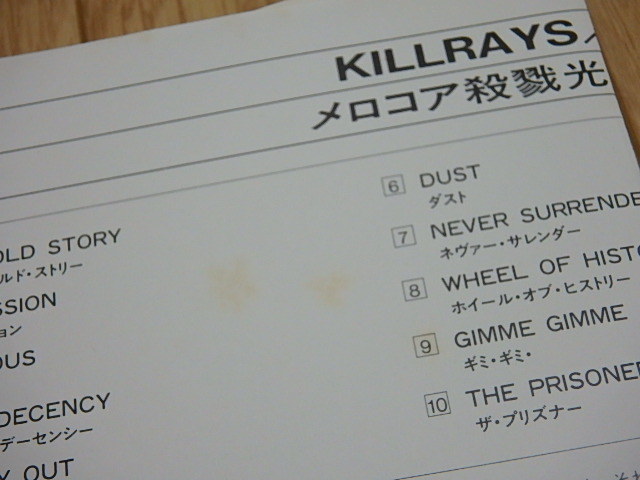 KILLRAYS
メロコア殺戮光
OLD STORY
ルド・ストリー
SSION
ョン
OUS
DECENCY
デーセンシー
Y OUT
6 DUST
ダスト
7 NEVER SURRENDE
ネヴァー・サレンダー
8 WHEEL OF HISTO
ホイール・オブ・ヒストリー
9 GIMME GIMME
ギミ・ギミ・
10 THE PRISONER
ザ・プリズナー